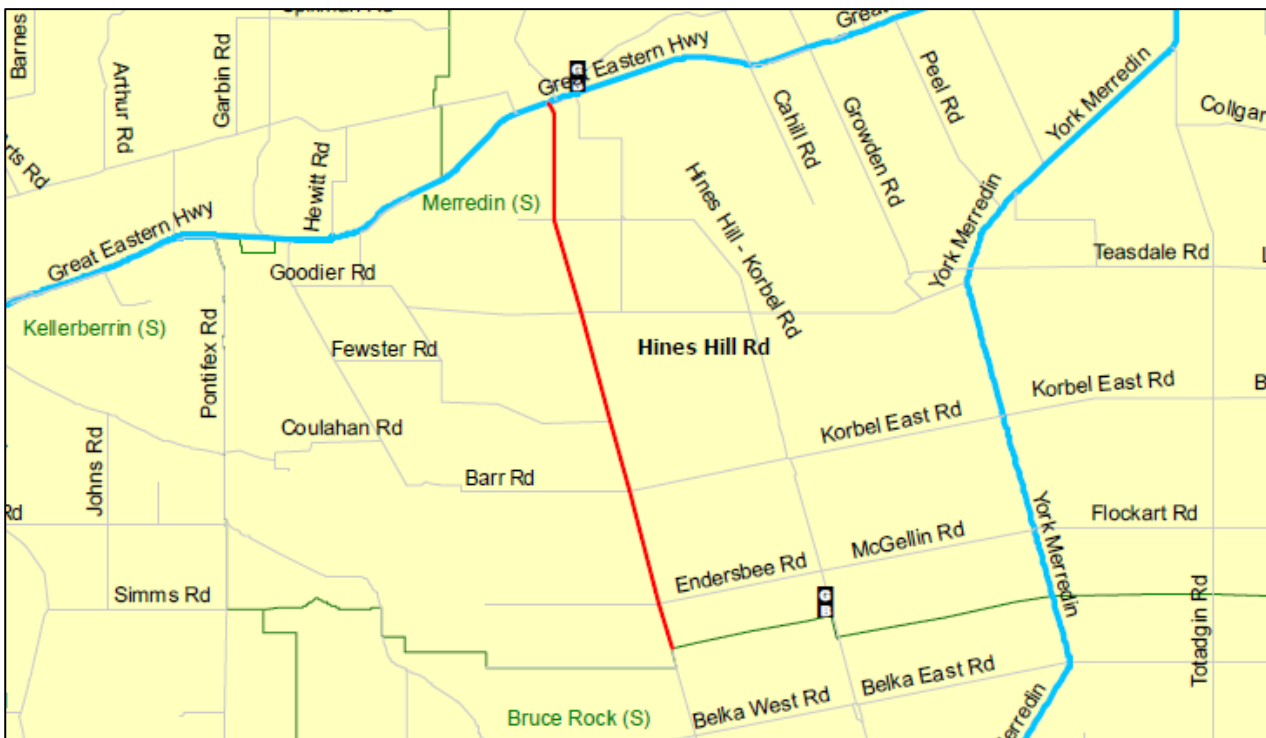 Barnes
Arthur Rd
Garbin Rd
Great Eastern Hwy
Great
Peel Rd
York Merredin
Cahill Rd
Growden Rd
Hewitt Rd
Merredin (S)
Hines Hill - Korbel Rd
York Merredin
Great Eastern Hwy
Teasdale Rd
Goodier Rd
Kellerberrin (S)
Pontifex Rd
Fewster Rd
Hines Hill Rd
Korbel East Rd
Korbel East Rd
Coulahan Rd
Johns Rd
Barr Rd
York Merredin
Flockart Rd
McGellin Rd
Endersbee Rd
Simms Rd
Totadgin Rd
Belka East Rd
Belka West Rd
Bruce Rock (S)